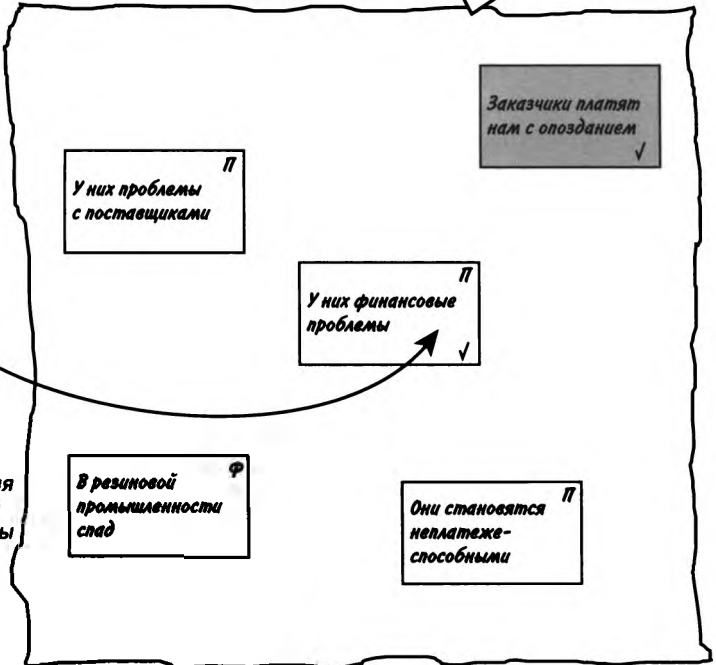 Заказчики платят
нам с опозданием
√
П
У них проблемы
с поставщиками
П
У них финансовые
проблемы
√
я
ы
Ф
В резиновой
промышленности
спад
П
Они становятся
неплатеже-
способными